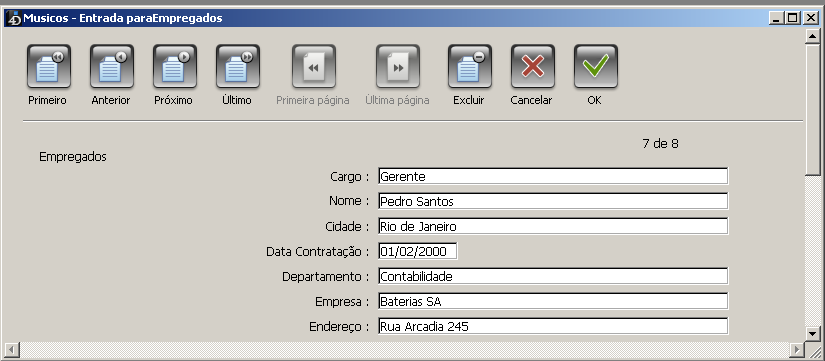 Musicos - Entrada paraEmpregados
Primeiro Anterior Próximo Último Primeira página Última página Excluir Cancelar OK
7 de 8
Empregados
Cargo : Gerente
Nome : Pedro Santos
Cidade : Rio de Janeiro
Data Contratação : 01/02/2000
Departamento : Contabilidade
Empresa : Baterias SA
Endereço : Rua Arcadia 245